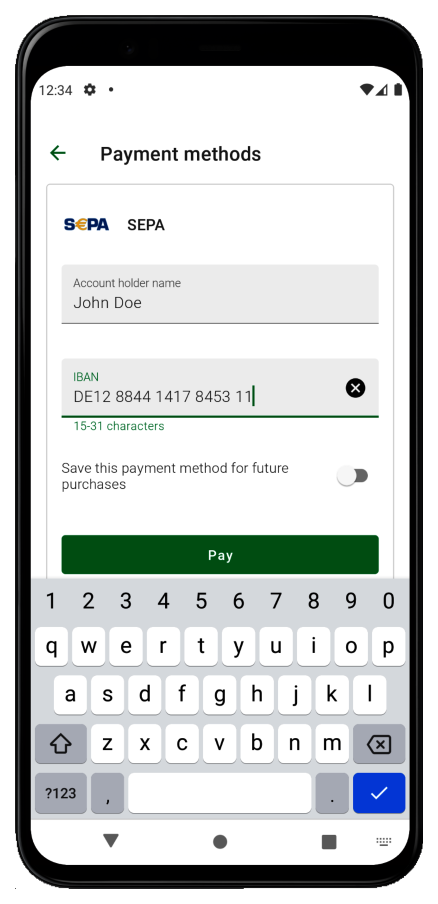 12:34
Payment methods
S€PA SEPA
Account holder name
John Doe
IBAN
DE12 8844 1417 8453 11
15-31 characters
Save this payment method for future
purchases
Pay
1 2 3 4 5 6 7 8 9 0
q w e r t y u i o p
a s d f g h j k l
z x c v b n m
?123 , .